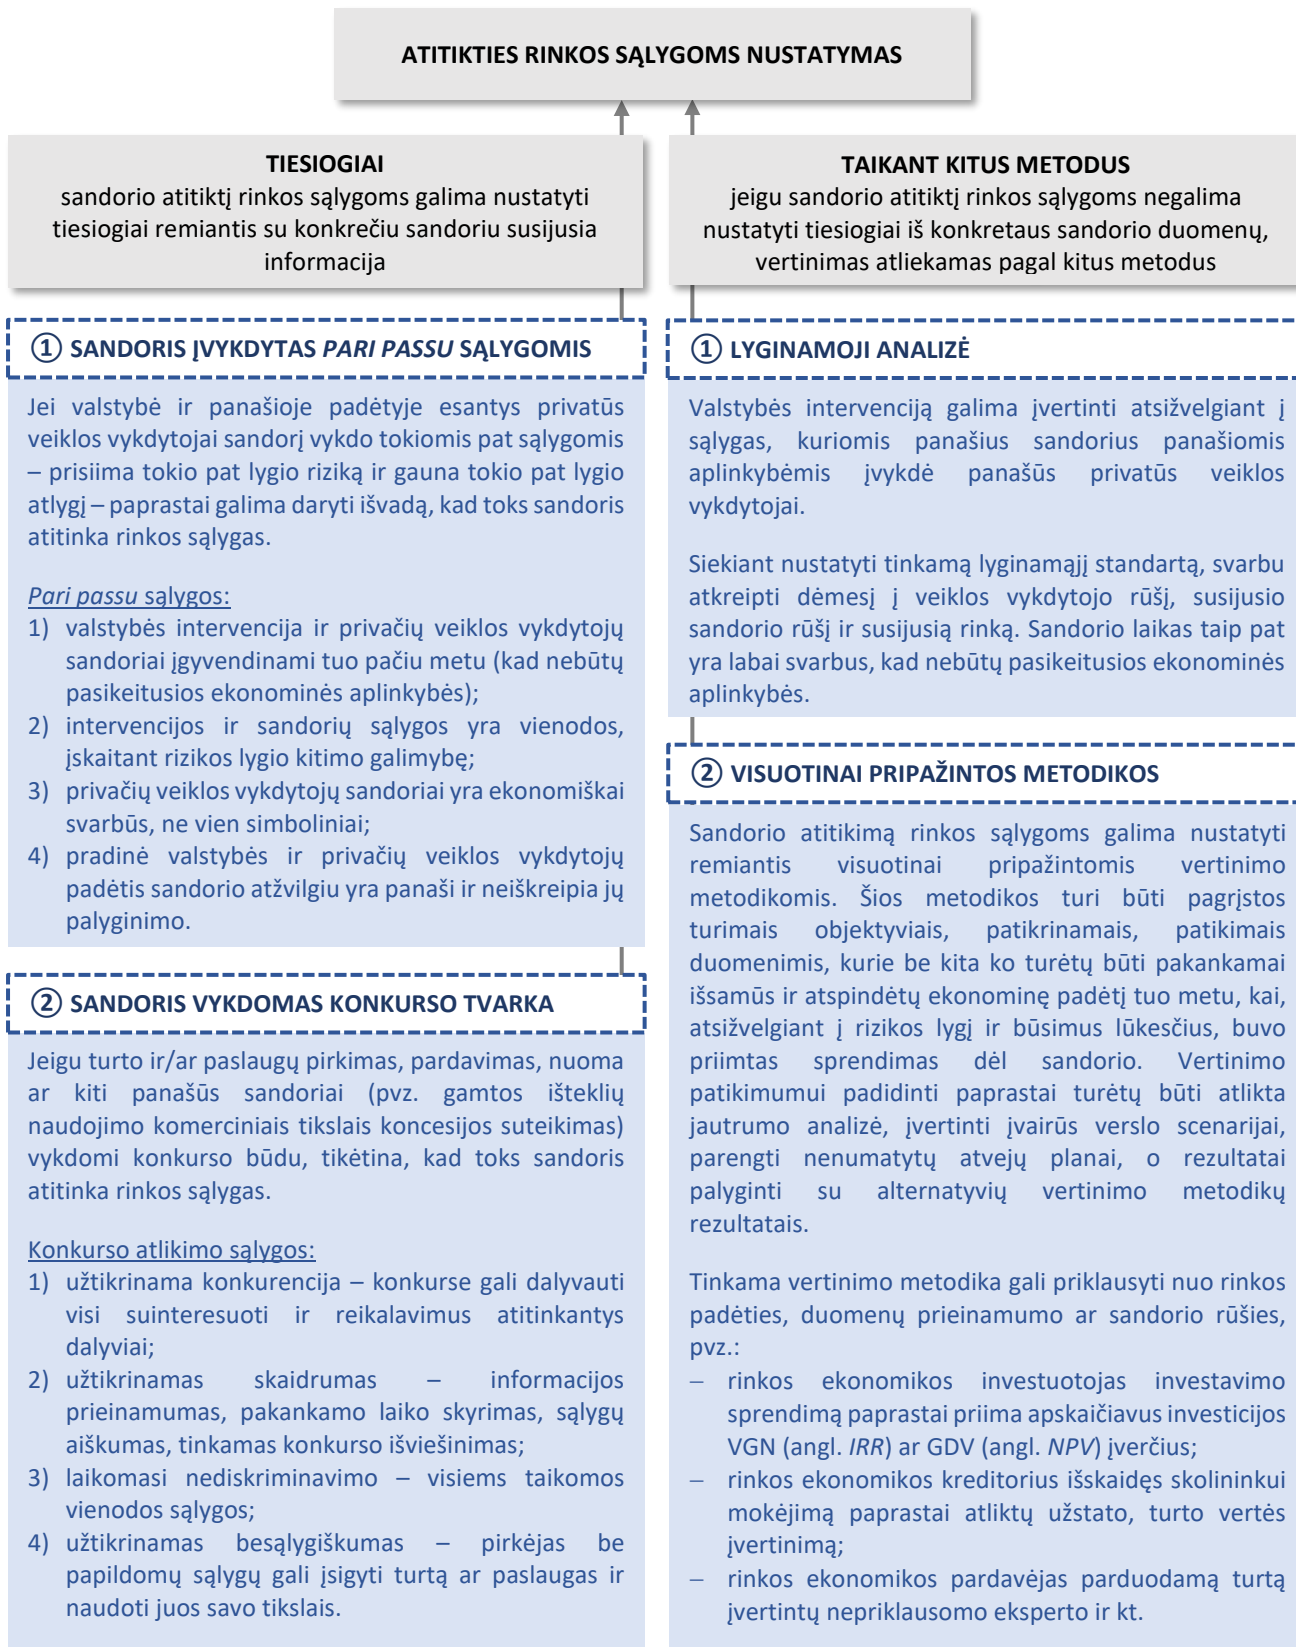 ATITIKTIES RINKOS SĄLYGOMS NUSTATYMAS
TIESIOGIAI
sandorio atitiktį rinkos sąlygoms galima nustatyti
tiesiogiai remiantis su konkrečiu sandoriu susijusia
informacija
① SANDORIS ĮVYKDYTAS PARI PASSU SĄLYGOMIS
Jei valstybė ir panašioje padėtyje esantys privatūs
veiklos vykdytojai sandorį vykdo tokiomis pat sąlygomis
– prisiima tokio pat lygio riziką ir gauna tokio pat lygio
atlygį – paprastai galima daryti išvadą, kad toks sandoris
atitinka rinkos sąlygas.
Pari passu sąlygos:
1) valstybės intervencija ir privačių veiklos vykdytojų
sandoriai įgyvendinami tuo pačiu metu (kad nebūtų
pasikeitusios ekonominės aplinkybės);
2) intervencijos ir sandorių sąlygos yra vienodos,
įskaitant rizikos lygio kitimo galimybę;
3) privačių veiklos vykdytojų sandoriai yra ekonomiškai
svarbūs, ne vien simboliniai;
4) pradinė valstybės ir privačių veiklos vykdytojų
padėtis sandorio atžvilgiu yra panaši ir neiškreipia jų
palyginimo.
② SANDORIS VYKDOMAS KONKURSO TVARKA
Jeigu turto ir/ar paslaugų pirkimas, pardavimas, nuoma
ar kiti panašūs sandoriai (pvz. gamtos išteklių
naudojimo komerciniais tikslais koncesijos suteikimas)
vykdomi konkurso būdu, tikėtina, kad toks sandoris
atitinka rinkos sąlygas.
Konkurso atlikimo sąlygos:
1) užtikrinama konkurencija – konkurse gali dalyvauti
visi suinteresuoti ir reikalavimus atitinkantys
dalyviai;
2) užtikrinamas skaidrumas – informacijos
prieinamumas, pakankamo laiko skyrimas, sąlygų
aiškumas, tinkamas konkurso išviešinimas;
3) laikomasi nediskriminavimo – visiems taikomos
vienodos sąlygos;
4) užtikrinamas besąlygiškumas – pirkėjas be
papildomų sąlygų gali įsigyti turtą ar paslaugas ir
naudoti juos savo tikslais.
TAIKANT KITUS METODUS
jeigu sandorio atitiktį rinkos sąlygoms negalima
nustatyti tiesiogiai iš konkretaus sandorio duomenų,
vertinimas atliekamas pagal kitus metodus
① LYGINAMOJI ANALIZĖ
Valstybės intervenciją galima įvertinti atsižvelgiant į
sąlygas, kuriomis panašius sandorius panašiomis
aplinkybėmis įvykdė panašūs privatūs veiklos
vykdytojai.
Siekiant nustatyti tinkamą lyginamąjį standartą, svarbu
atkreipti dėmesį į veiklos vykdytojo rūšį, susijusio
sandorio rūšį ir susijusią rinką. Sandorio laikas taip pat
yra labai svarbus, kad nebūtų pasikeitusios ekonominės
aplinkybės.
② VISUOTINAI PRIPAŽINTOS METODIKOS
Sandorio atitikimą rinkos sąlygoms galima nustatyti
remiantis visuotinai pripažintomis vertinimo
metodikomis. Šios metodikos turi būti pagrįstos
turimais objektyviais, patikrinamais, patikimais
duomenimis, kurie be kita ko turėtų būti pakankamai
išsamūs ir atspindėtų ekonominę padėtį tuo metu, kai,
atsižvelgiant į rizikos lygį ir būsimus lūkesčius, buvo
priimtas sprendimas dėl sandorio. Vertinimo
patikimumui padidinti paprastai turėtų būti atlikta
jautrumo analizė, įvertinti įvairūs verslo scenarijai,
parengti nenumatytų atvejų planai, o rezultatai
palyginti su alternatyvių vertinimo metodikų
rezultatais.
Tinkama vertinimo metodika gali priklausyti nuo rinkos
padėties, duomenų prieinamumo ar sandorio rūšies,
pvz.:
– rinkos ekonomikos investuotojas investavimo
sprendimą paprastai priima apskaičiavus investicijos
VGN (angl. IRR) ar GDV (angl. NPV) įverčius;
– rinkos ekonomikos kreditorius išskaidęs skolininkui
mokėjimą paprastai atliktų užstato, turto vertės
įvertinimą;
– rinkos ekonomikos pardavėjas parduodamą turtą
įvertintų nepriklausomo eksperto ir kt.